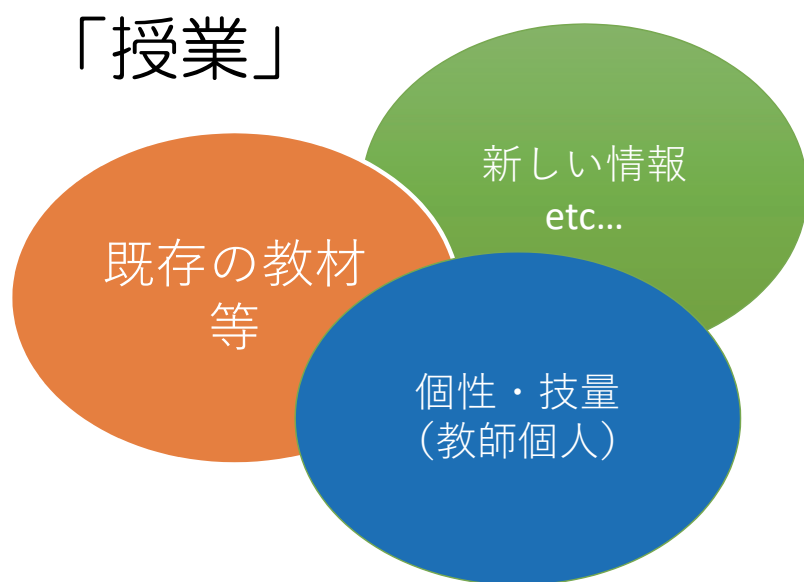 「授業」
新しい情報
etc...
既存の教材
等
個性・技量
（教師個人）